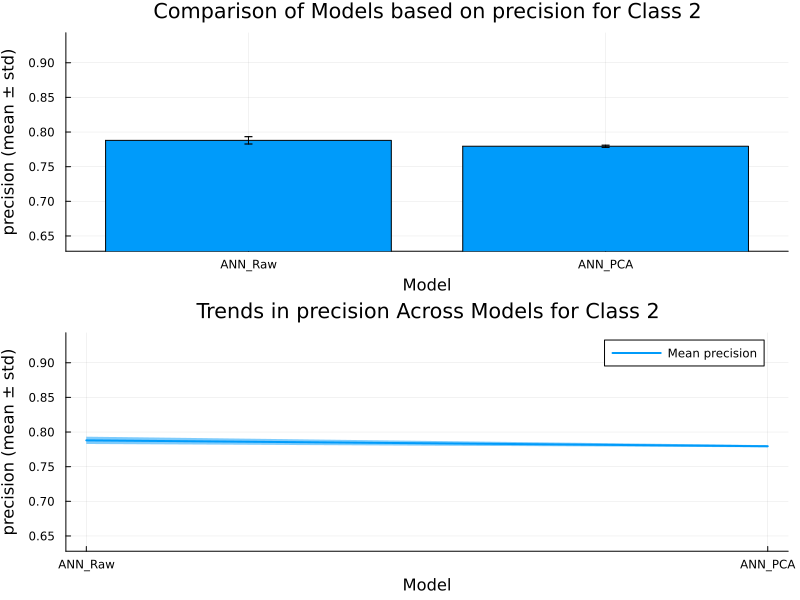 Comparison of Models based on precision for Class 2
precision (mean ± std)
0.90
0.85
0.80
0.75
0.70
0.65
ANN_Raw
ANN_PCA
Model
Trends in precision Across Models for Class 2
precision (mean ± std)
0.90
0.85
0.80
0.75
0.70
0.65
Mean precision
ANN_Raw
ANN_PCA
Model